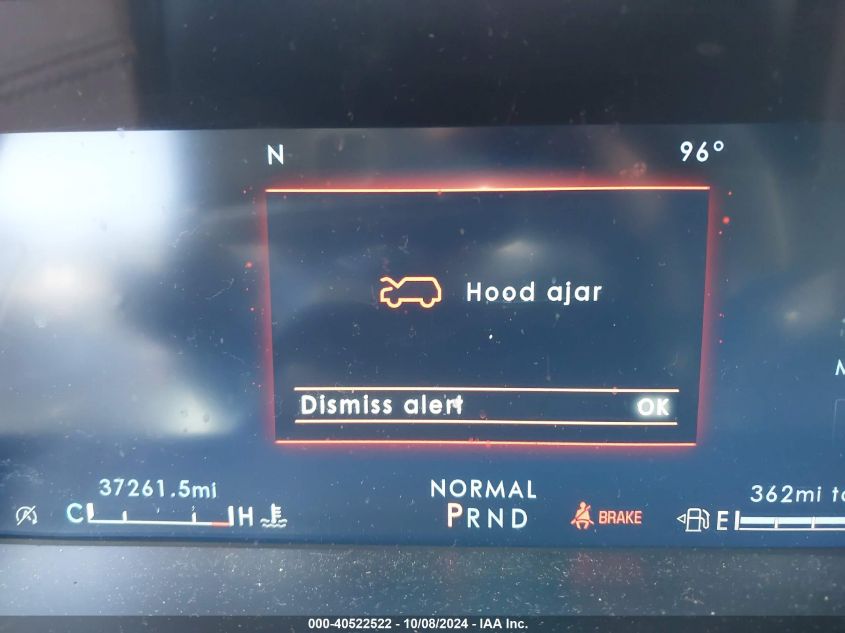 N 96°
Hood ajar
Dismiss alert OK
37261.5mi NORMAL 362mi to
C H PRND BRAKE E
000-40522522 - 10/08/2024 - IAA Inc.